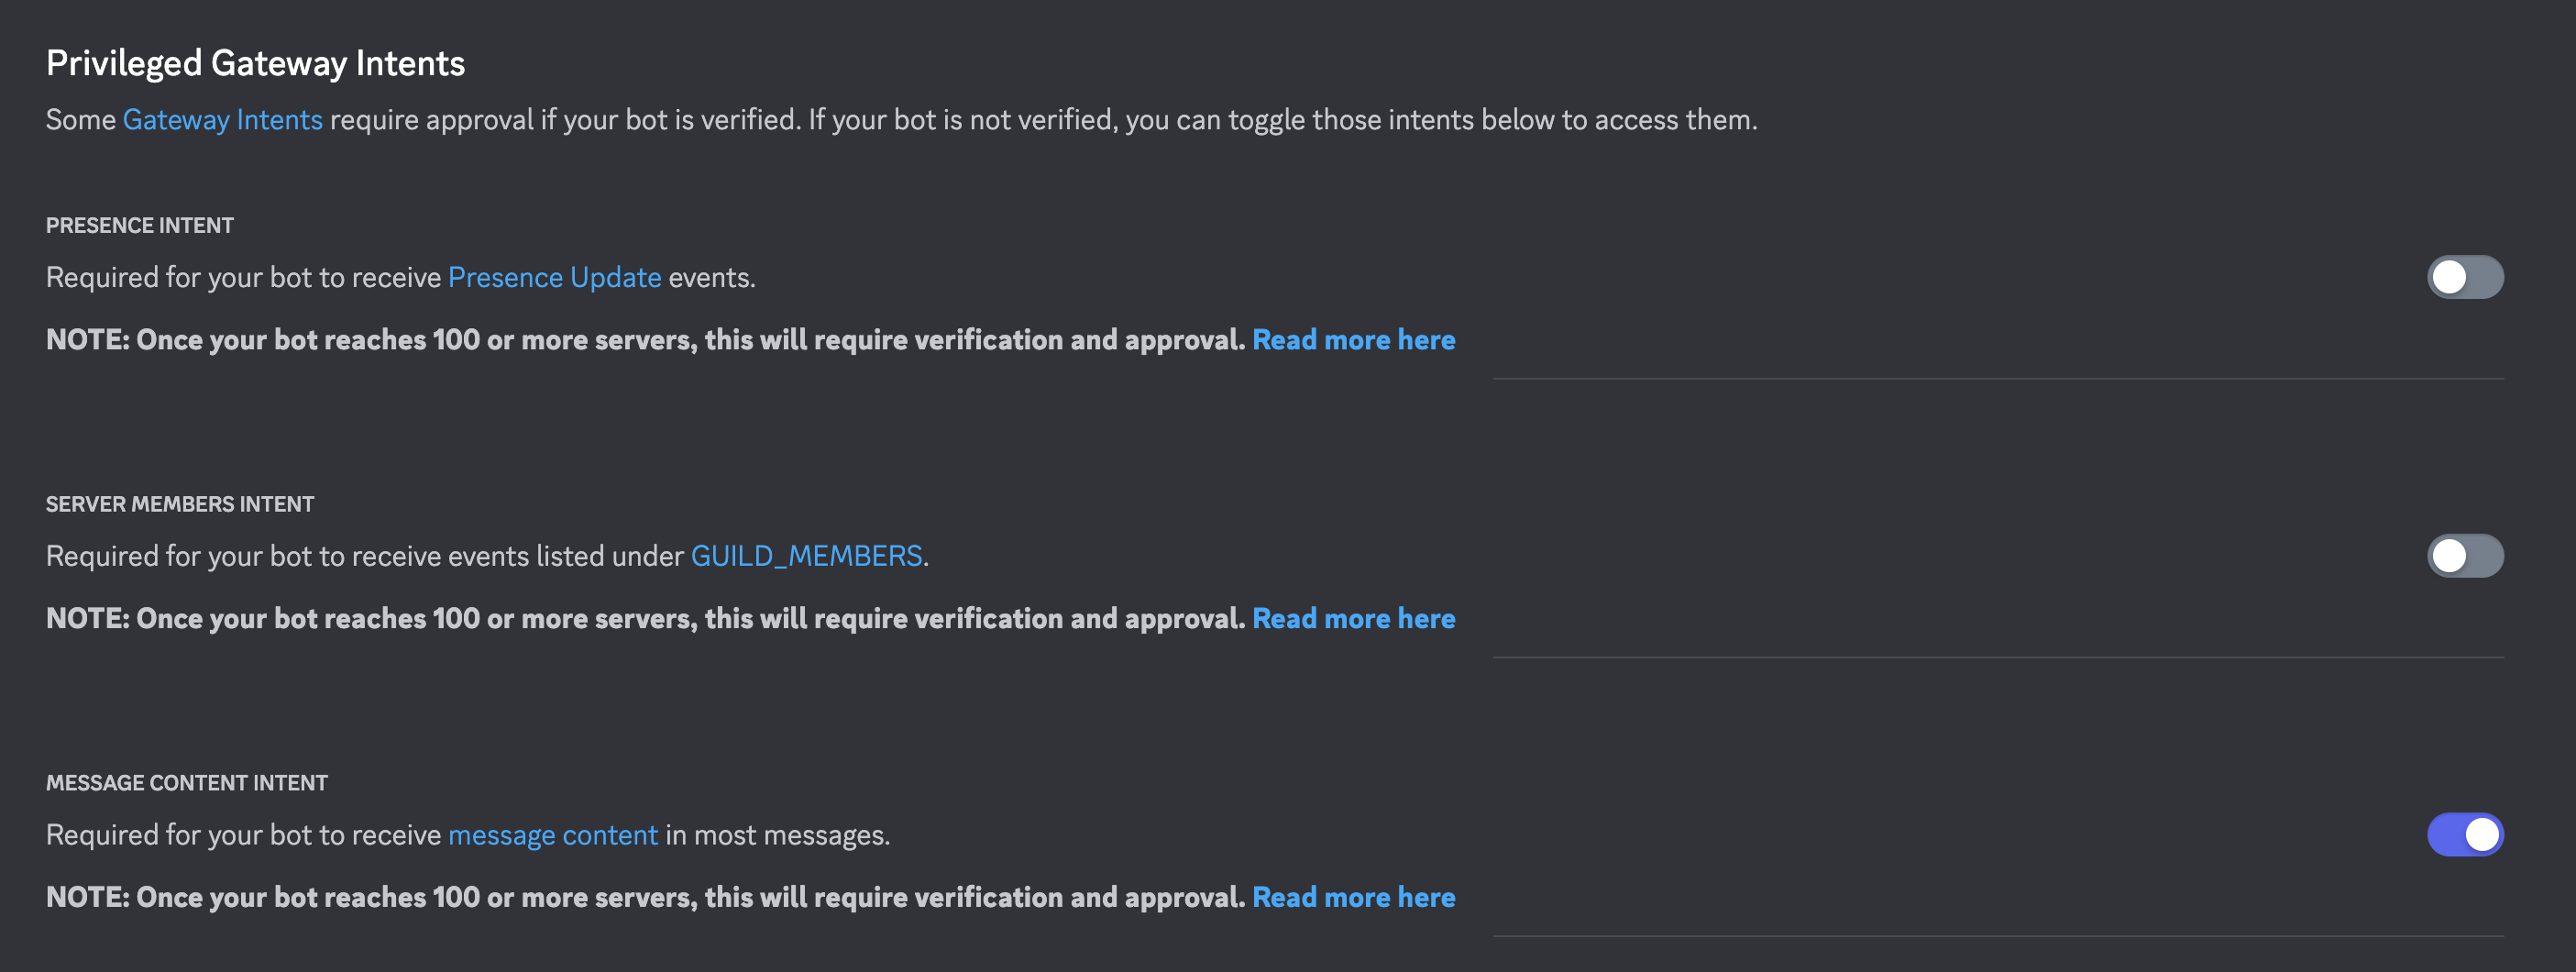 Privileged Gateway Intents
Some Gateway Intents require approval if your bot is verified. If your bot is not verified, you can toggle those intents below to access them.
PRESENCE INTENT
Required for your bot to receive Presence Update events.
NOTE: Once your bot reaches 100 or more servers, this will require verification and approval. Read more here
SERVER MEMBERS INTENT
Required for your bot to receive events listed under GUILD_MEMBERS.
NOTE: Once your bot reaches 100 or more servers, this will require verification and approval. Read more here
MESSAGE CONTENT INTENT
Required for your bot to receive message content in most messages.
NOTE: Once your bot reaches 100 or more servers, this will require verification and approval. Read more here